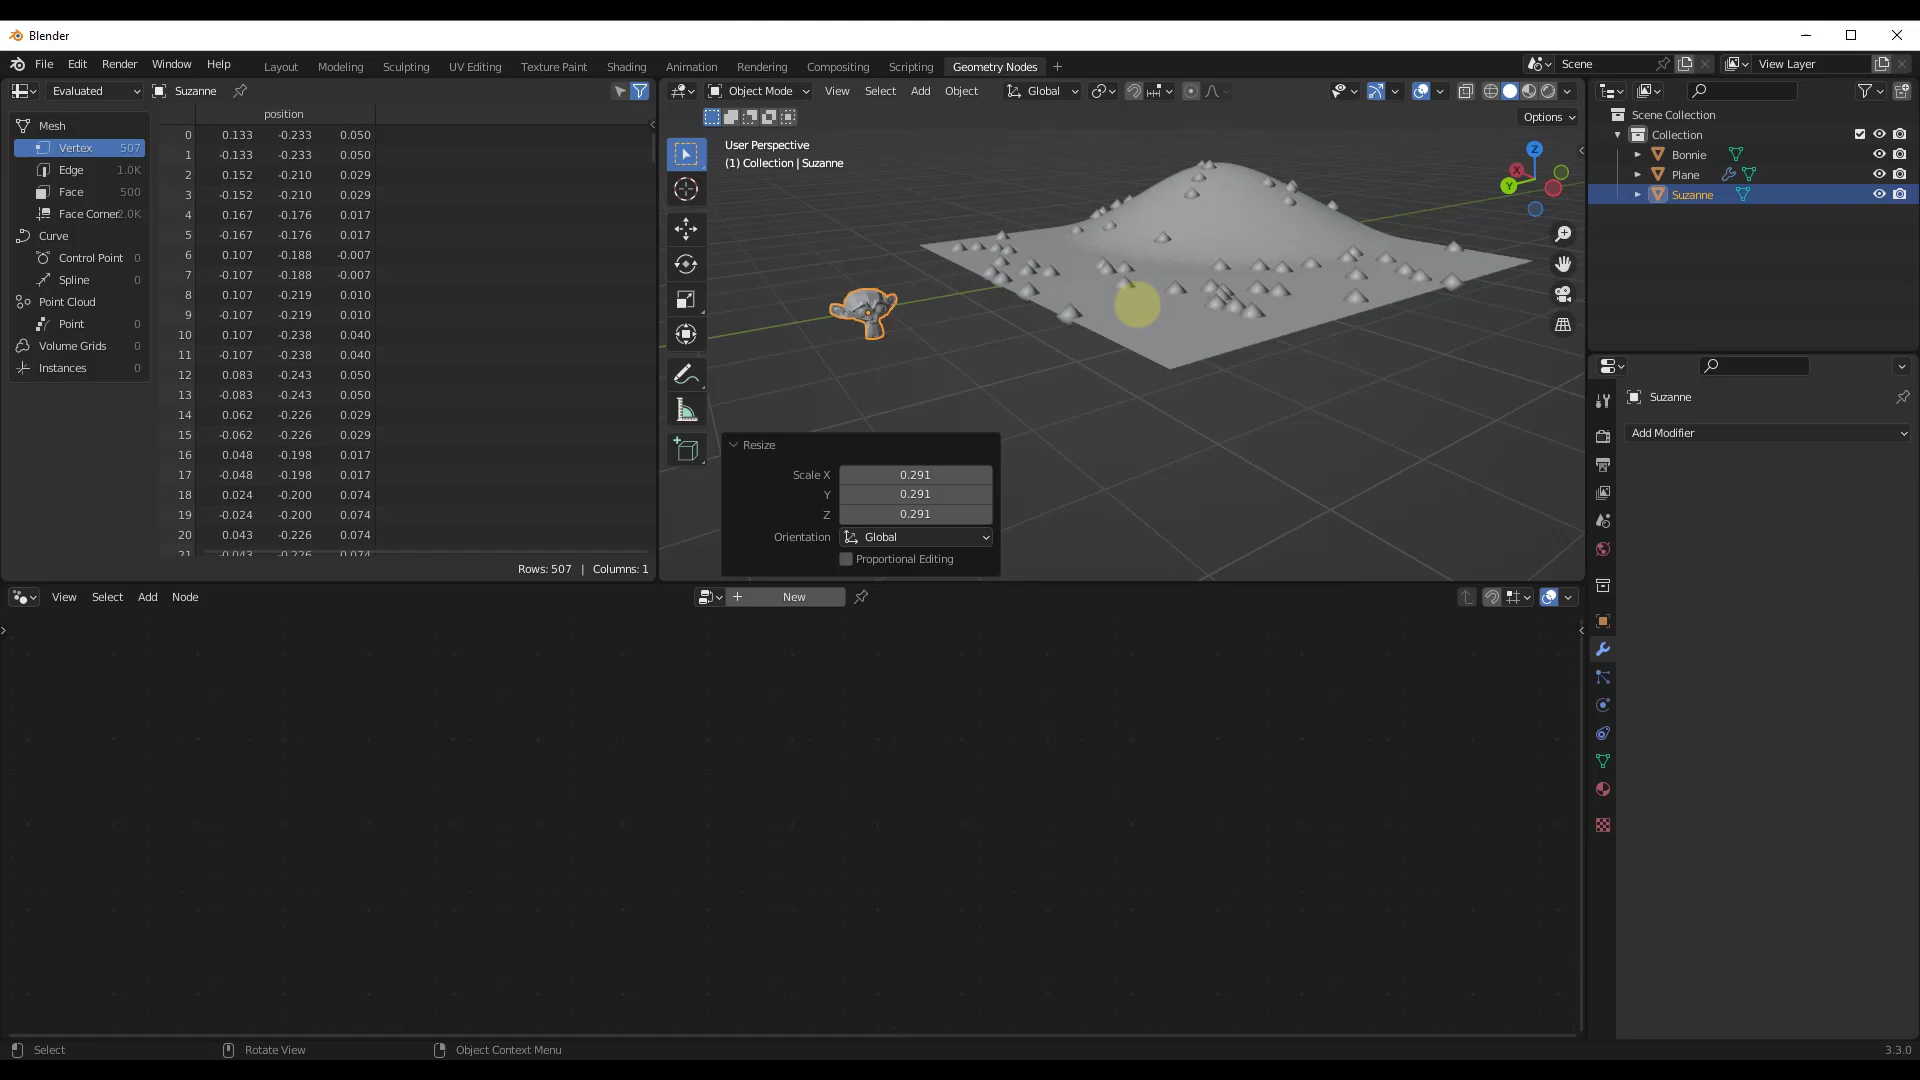 Blender
File Edit Render Window Help
Layout Modeling Sculpting UV Editing Texture Paint Shading Animation Rendering Compositing Scripting Geometry Nodes
Scene
View Layer
Evaluated
Suzanne
position
Mesh
Vertex 507
Edge 1.0K
Face 500
Face Corner 2.0K
Curve
Control Point 0
Spline 0
Point Cloud
Point 0
Volume Grids 0
Instances 0
0 0.133 -0.233 0.050
1 -0.133 -0.233 0.050
2 0.152 -0.210 0.029
3 -0.152 -0.210 0.029
4 0.167 -0.176 0.017
5 -0.167 -0.176 0.017
6 0.107 -0.188 -0.007
7 -0.107 -0.188 -0.007
8 0.107 -0.219 0.010
9 -0.107 -0.219 0.010
10 0.107 -0.238 0.040
11 -0.107 -0.238 0.040
12 0.083 -0.243 0.050
13 -0.083 -0.243 0.050
14 0.062 -0.226 0.029
15 -0.062 -0.226 0.029
16 0.048 -0.198 0.017
17 -0.048 -0.198 0.017
18 0.024 -0.200 0.074
19 -0.024 -0.200 0.074
20 0.043 -0.226 0.074
21 -0.043 -0.226 0.074
Rows: 507 | Columns: 1
Object Mode View Select Add Object Global
Options
User Perspective
(1) Collection | Suzanne
Z
X
Y
Resize
Scale X 0.291
Y 0.291
Z 0.291
Orientation Global
Proportional Editing
Scene Collection
Collection
Bonnie
Plane
Suzanne
Suzanne
Add Modifier
View Select Add Node
New
Select
Rotate View
Object Context Menu
3.3.0